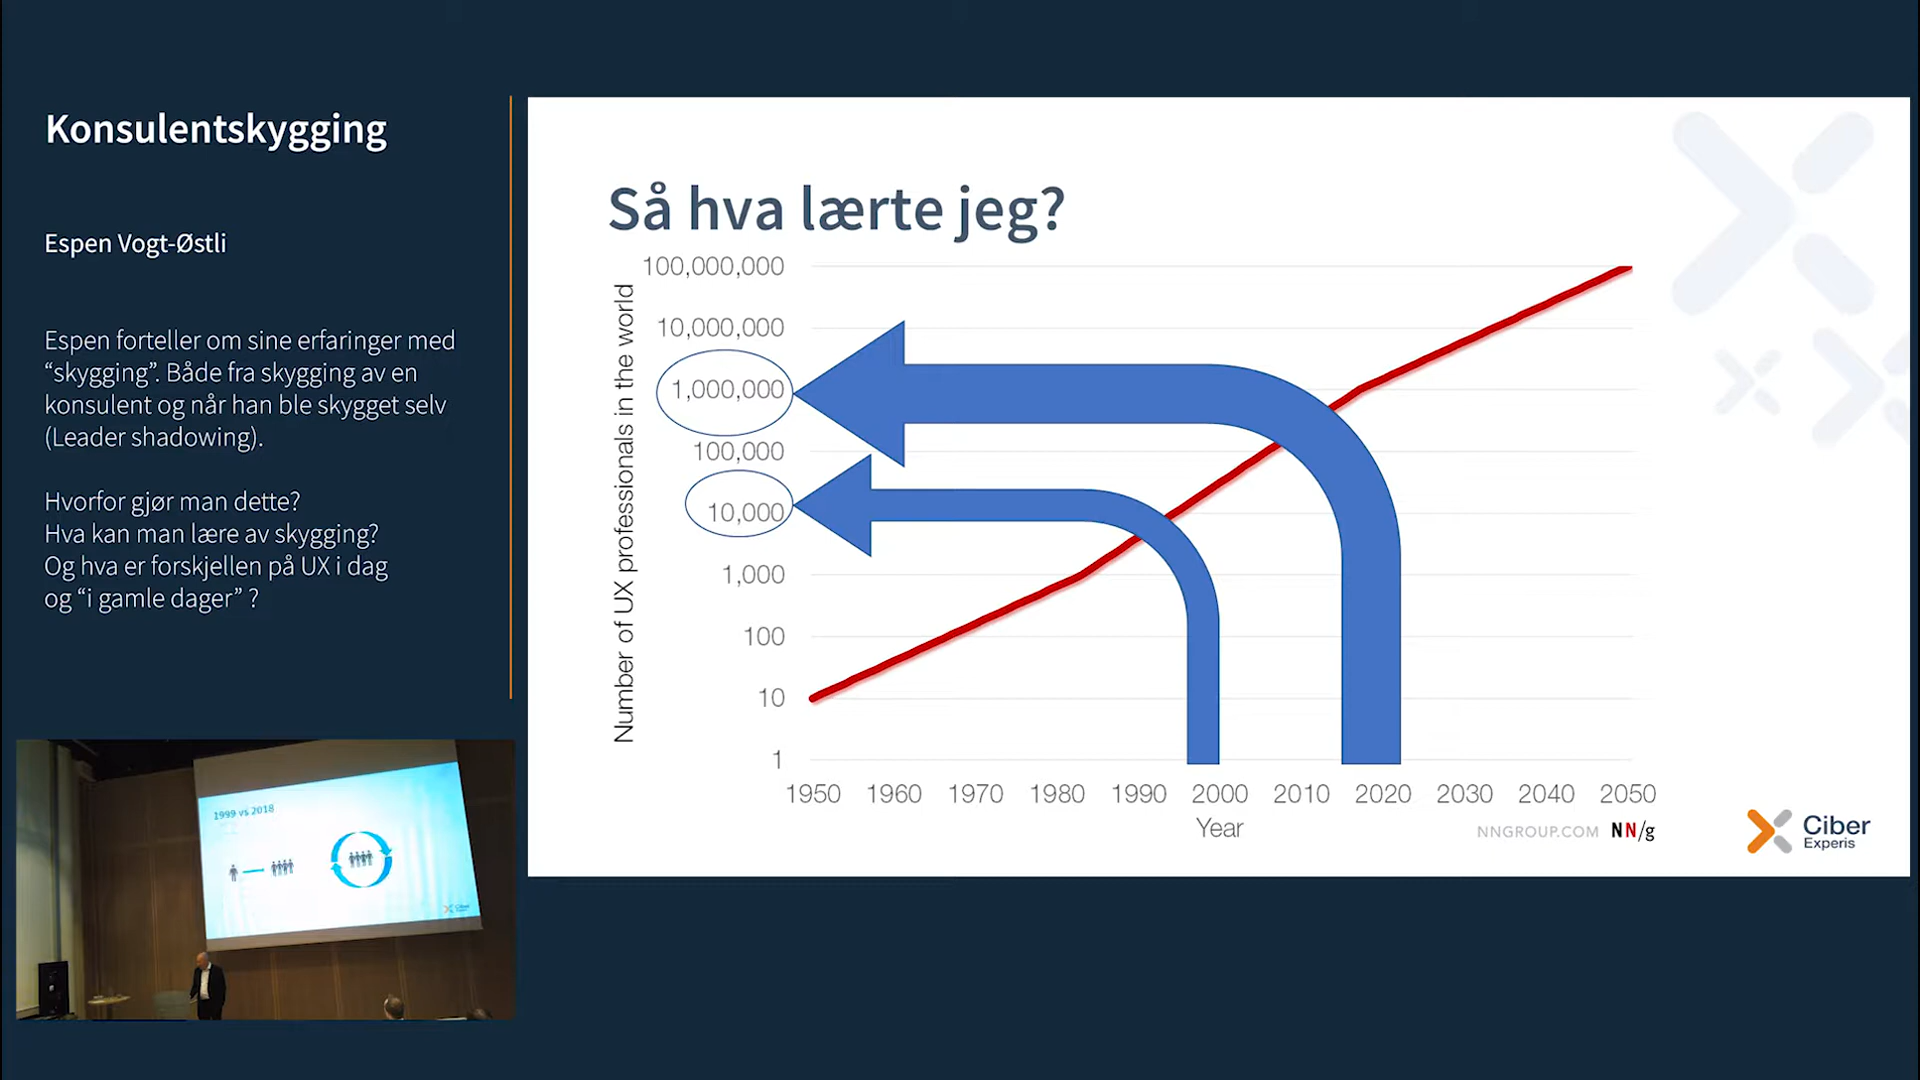 Konsulentskygging
Espen Vogt-Østli
Espen forteller om sine erfaringer med
“skygging”. Både fra skygging av en
konsulent og når han ble skygget selv
(Leader shadowing).
Hvorfor gjør man dette?
Hva kan man lære av skygging?
Og hva er forskjellen på UX i dag
og “i gamle dager” ?
Så hva lærte jeg?
Number of UX professionals in the world
100,000,000
10,000,000
1,000,000
100,000
10,000
1,000
100
10
1
1950 1960 1970 1980 1990 2000 2010 2020 2030 2040 2050
Year
NNGROUP.COM NN/g
Ciber
Experis
1999 vs 2018
Ciber